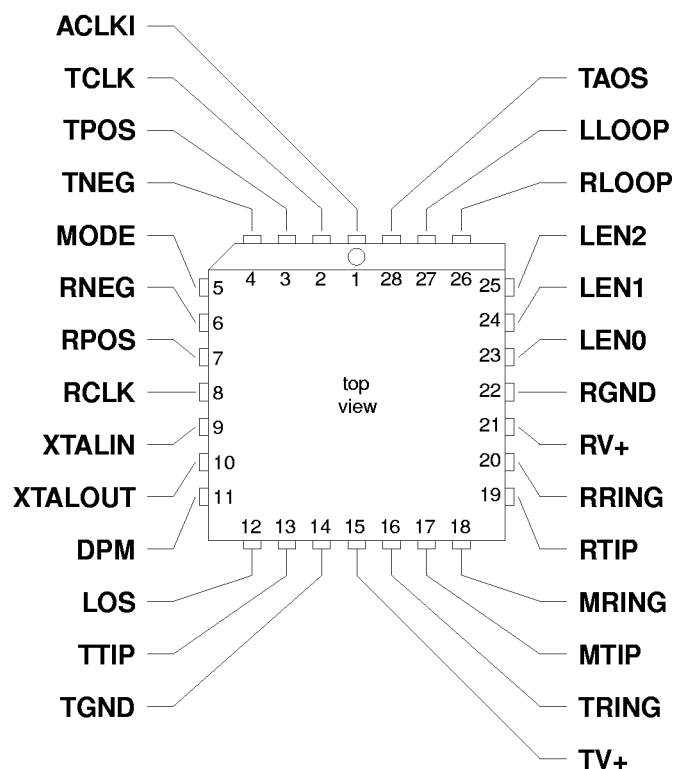 ACLKI
TCLK
TPOS
TNEG
MODE
RNEG
RPOS
RCLK
XTALIN
XTALOUT
DPM
LOS
TTIP
TGND
TAOS
LLOOP
RLOOP
LEN2
LEN1
LEN0
RGND
RV+
RRING
RTIP
MRING
MTIP
TRING
TV+
4 3 2 1 28 27 26
5
6
7
8
9
10
11
25
24
23
22
21
20
19
top
view
12 13 14 15 16 17 18